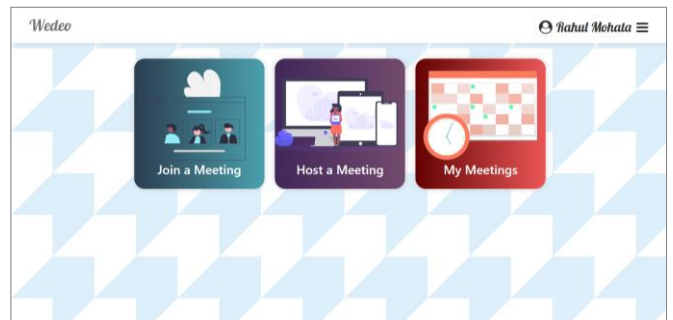 Wedeo
Rahul Mohata
Join a Meeting
Host a Meeting
My Meetings